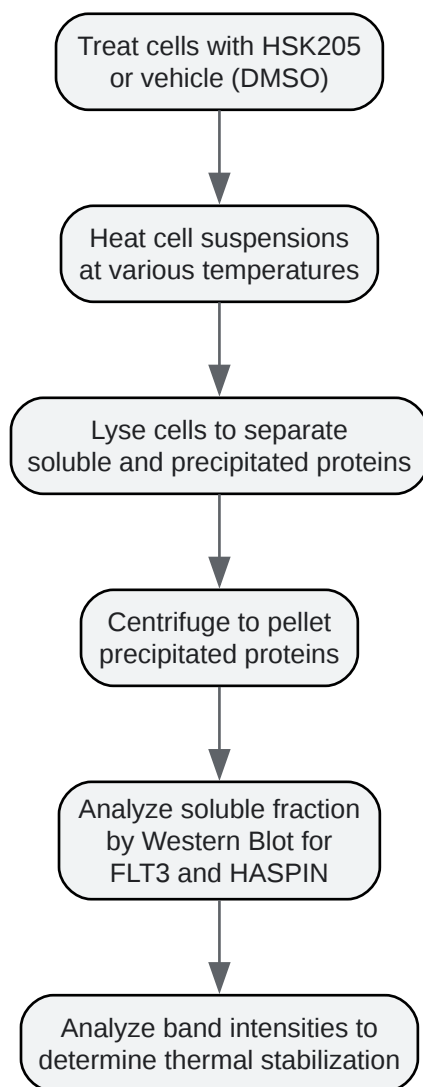 Treat cells with HSK205
or vehicle (DMSO)
Heat cell suspensions
at various temperatures
Lyse cells to separate
soluble and precipitated proteins
Centrifuge to pellet
precipitated proteins
Analyze soluble fraction
by Western Blot for
FLT3 and HASPIN
Analyze band intensities to
determine thermal stabilization